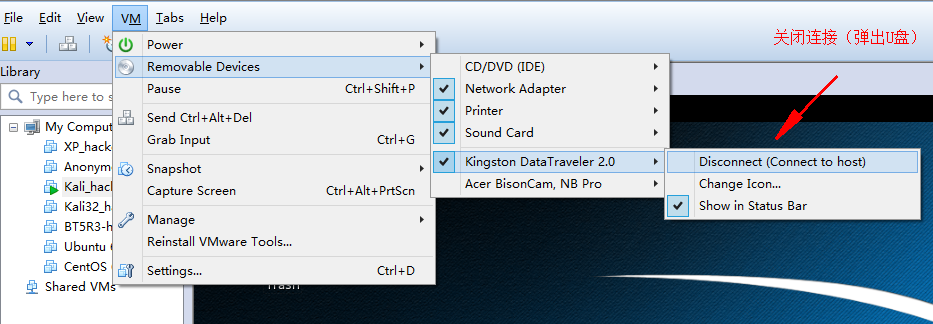 File Edit View VM Tabs Help
关闭连接（弹出U盘）
Power
Library
Removable Devices
CD/DVD (IDE)
Type here to s
Pause Ctrl+Shift+P
Network Adapter
Printer
My Compu
Send Ctrl+Alt+Del
Sound Card
XP_hack
Grab Input Ctrl+G
Anonym
Snapshot
Kingston DataTraveler 2.0
Disconnect (Connect to host)
Kali_hac
Capture Screen Ctrl+Alt+PrtScn
Acer BisonCam, NB Pro
Change Icon...
Kali32_h
Show in Status Bar
BT5R3-h
Manage
Ubuntu
Reinstall VMware Tools...
CentOS
Settings... Ctrl+D
Shared VMs
Trash